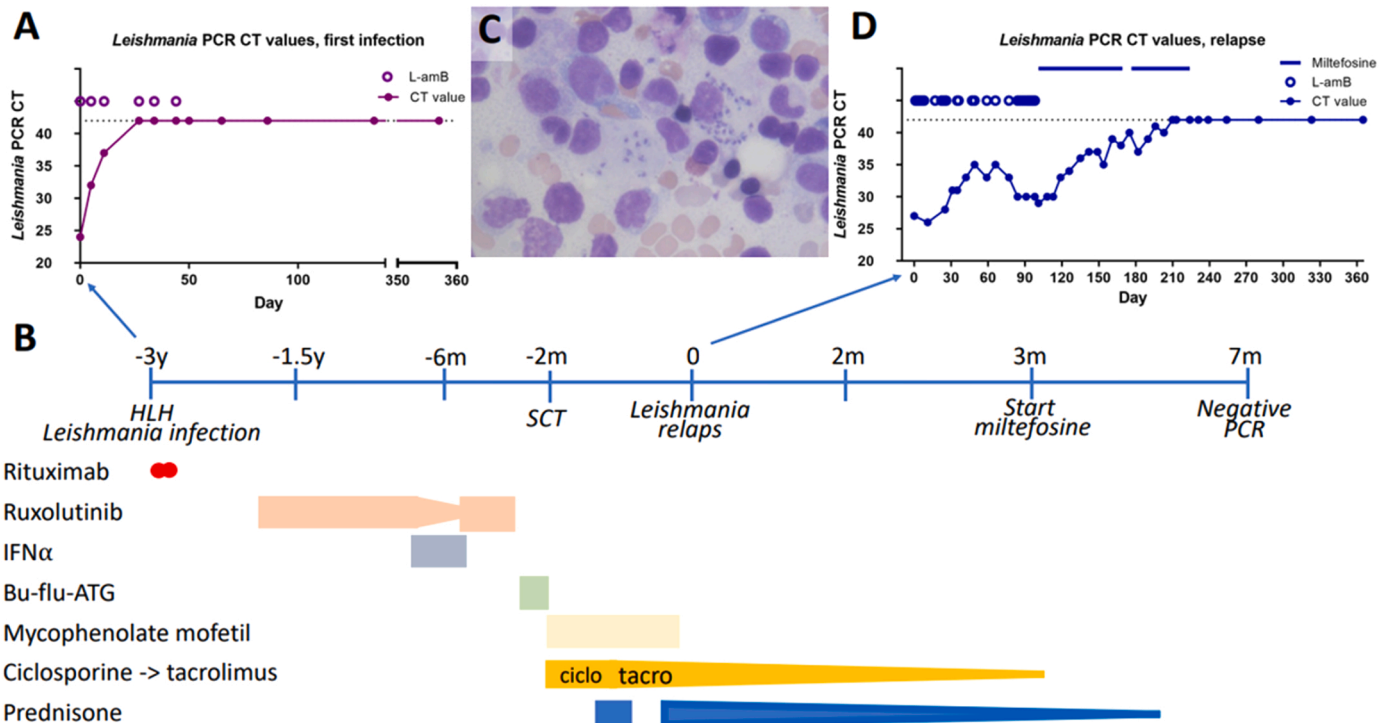 A
Leishmania PCR CT values, first infection
L-amB
CT value
Leishmania PCR CT
40
35
30
25
20
0 50 100 350 360
Day
C
D
Leishmania PCR CT values, relapse
Miltefosine
L-amB
CT value
Leishmania PCR CT
40
35
30
25
20
0 30 60 90 120 150 180 210 240 270 300 330 360
Day
B
-3y -1.5y -6m -2m 0 2m 3m 7m
HLH
Leishmania infection
SCT
Leishmania
relaps
Start
miltefosine
Negative
PCR
Rituximab
Ruxolutinib
IFNα
Bu-flu-ATG
Mycophenolate mofetil
Ciclosporine -> tacrolimus
ciclo tacro
Prednisone